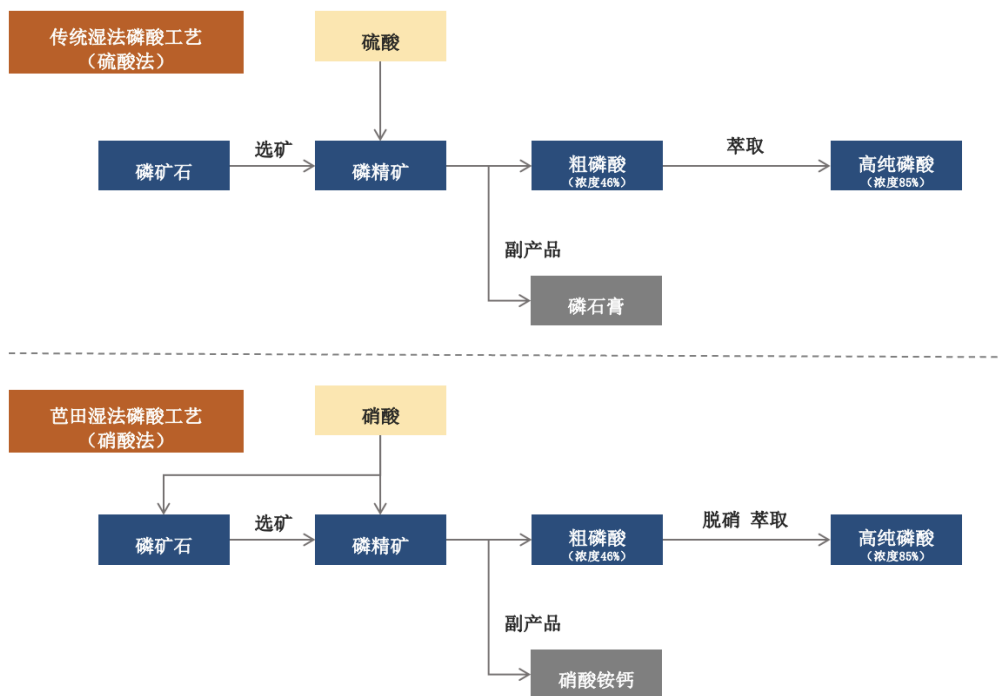 传统湿法磷酸工艺
（硫酸法）
硫酸
磷矿石
选矿
磷精矿
粗磷酸
（浓度46%）
萃取
高纯磷酸
（浓度85%）
副产品
磷石膏
芭田湿法磷酸工艺
（硝酸法）
硝酸
磷矿石
选矿
磷精矿
粗磷酸
（浓度46%）
脱硝 萃取
高纯磷酸
（浓度85%）
副产品
硝酸铵钙